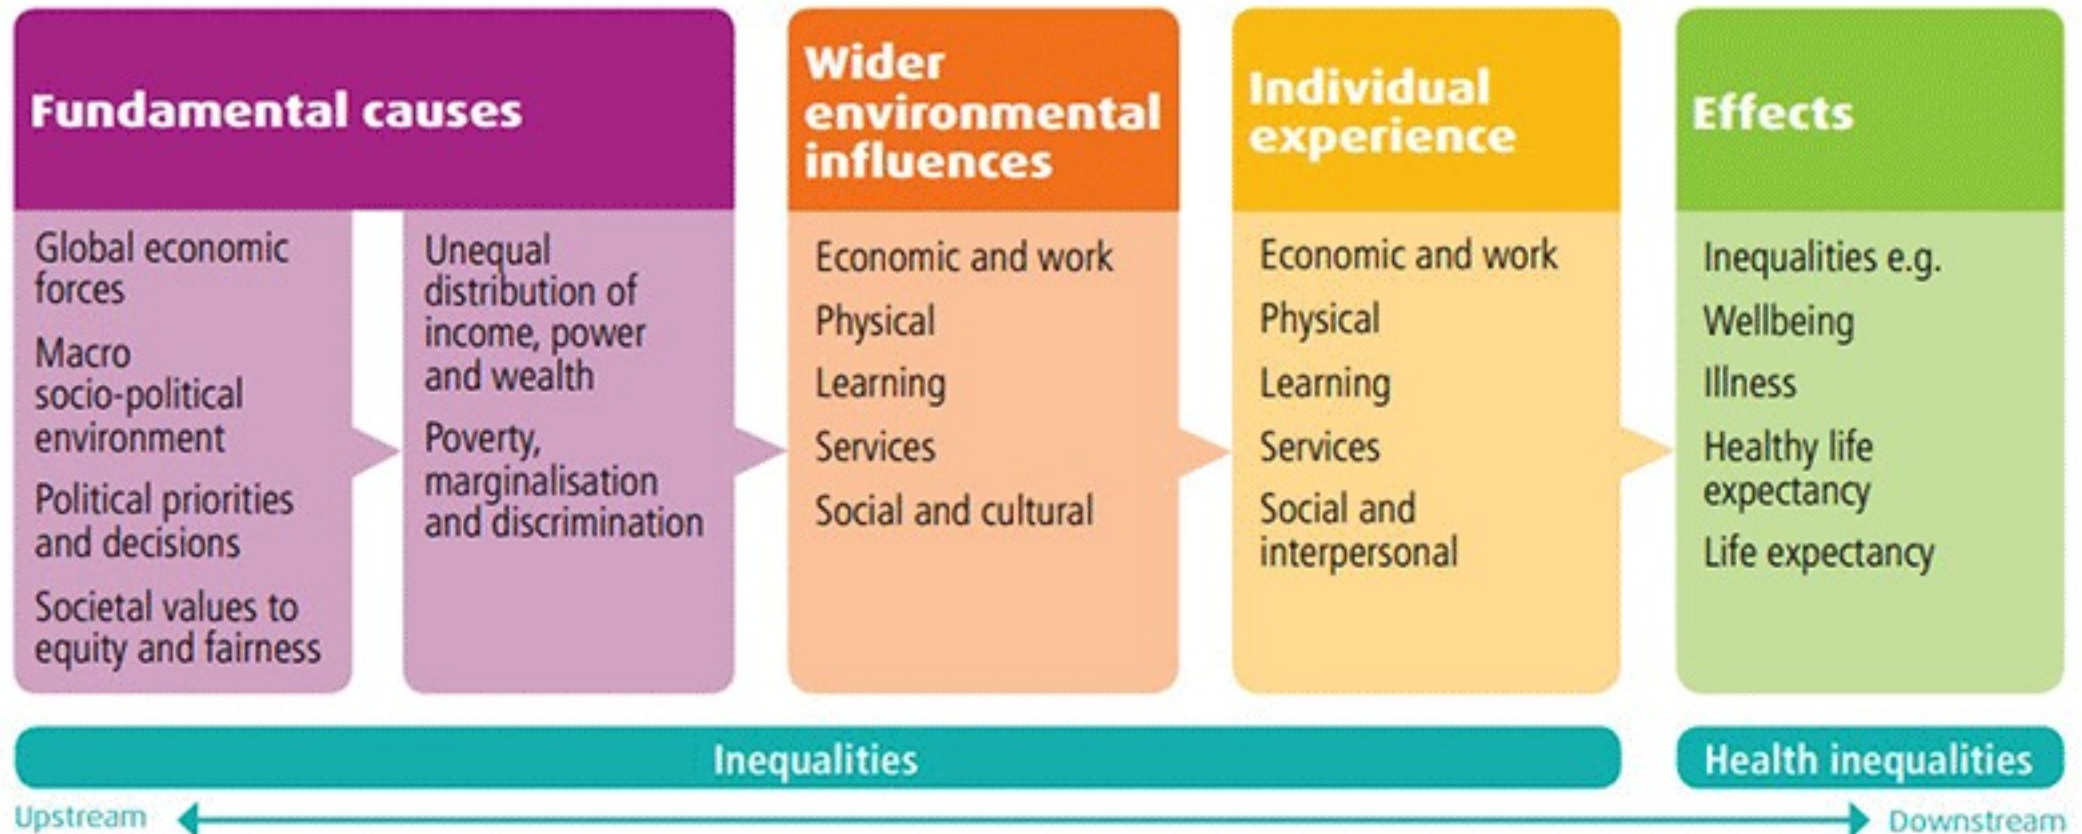 Fundamental causes
Global economic
forces
Macro
socio-political
environment
Political priorities
and decisions
Societal values to
equity and fairness
Unequal
distribution of
income, power
and wealth
Poverty,
marginalisation
and discrimination
Wider
environmental
influences
Economic and work
Physical
Learning
Services
Social and cultural
Individual
experience
Economic and work
Physical
Learning
Services
Social and
interpersonal
Effects
Inequalities e.g.
Wellbeing
Illness
Healthy life
expectancy
Life expectancy
Inequalities
Health inequalities
Upstream
Downstream